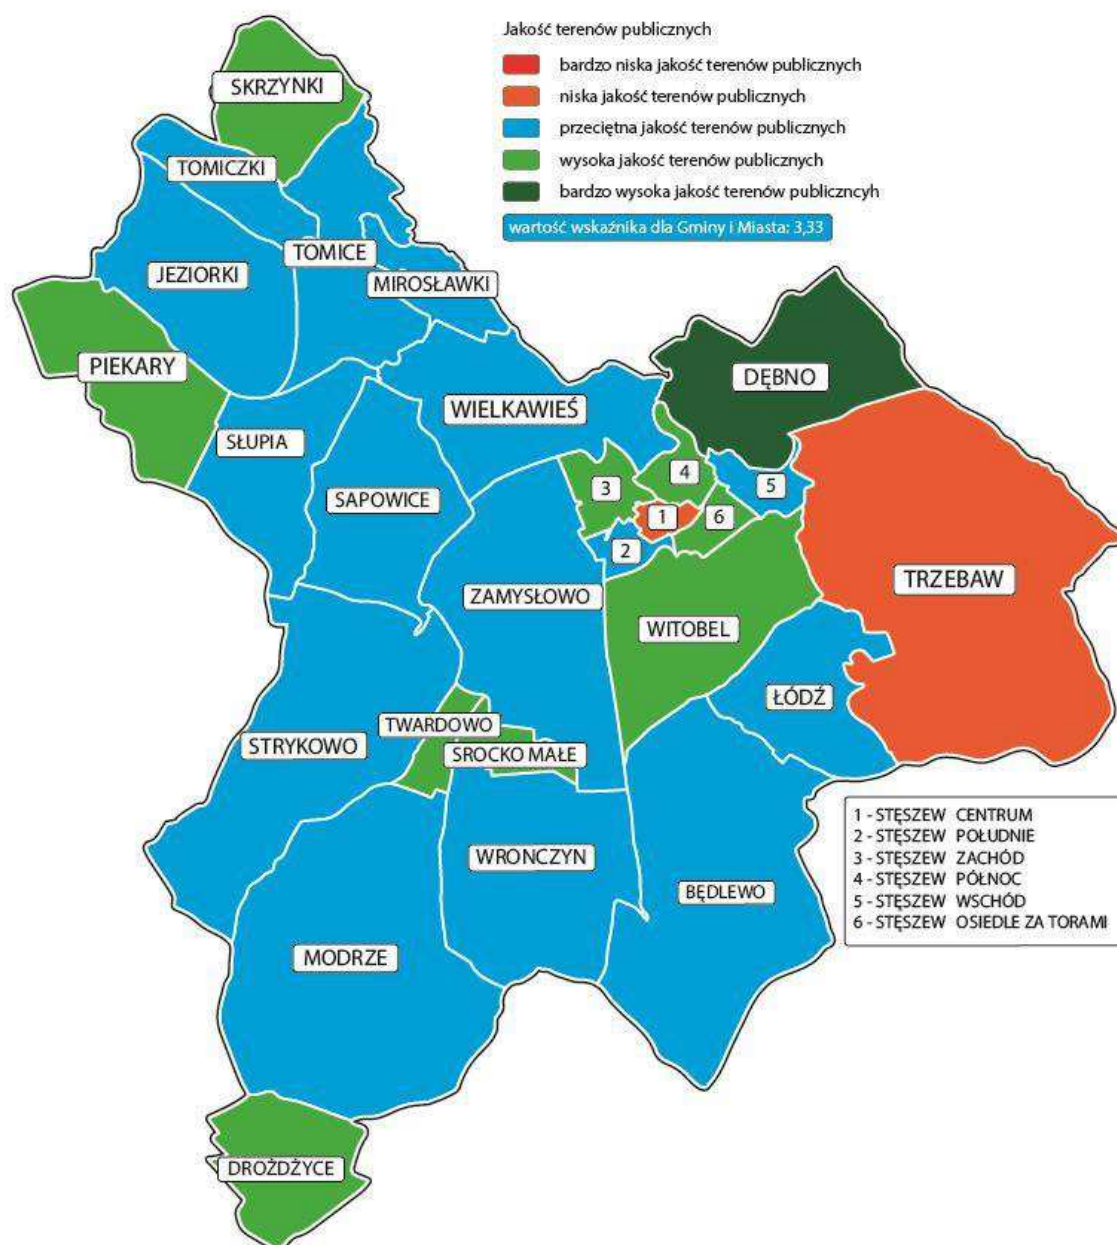 Jakość terenów publicznych
bardzo niska jakość terenów publicznych
niska jakość terenów publicznych
przeciętna jakość terenów publicznych
wysoka jakość terenów publicznych
bardzo wysoka jakość terenów publiczncyh
wartość wskaźnika dla Gminy i Miasta: 3,33
SKRZYNKI
TOMICZKI
TOMICE
JEZIORKI
MIROSŁAWKI
PIEKARY
DĘBNO
WIELKAWIEŚ
SŁUPIA
SAPOWICE
4
3
5
1
6
2
TRZEBAW
ZAMYSŁOWO
WITOBEL
ŁÓDŹ
TWARDOWO
STRYKOWO
SROCKO MAŁE
WRONCZYN
BĘDLEWO
MODRZE
DROŻDŻYCE
1 - STĘSZEW CENTRUM
2 - STĘSZEW POŁUDNIE
3 - STĘSZEW ZACHÓD
4 - STĘSZEW PÓŁNOC
5 - STĘSZEW WSCHÓD
6 - STĘSZEW OSIEDLE ZA TORAMI